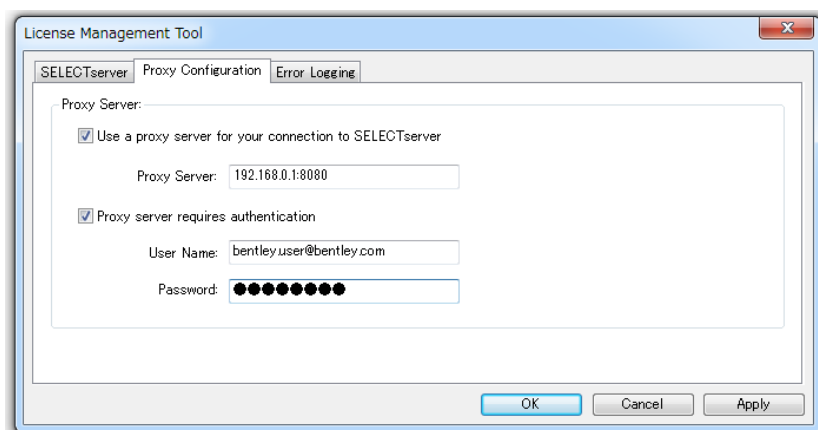 License Management Tool
SELECTserver Proxy Configuration Error Logging
Proxy Server:
Use a proxy server for your connection to SELECTserver
Proxy Server: 192.168.0.1:8080
Proxy server requires authentication
User Name: bentley.user@bentley.com
Password: ●●●●●●●●
OK Cancel Apply